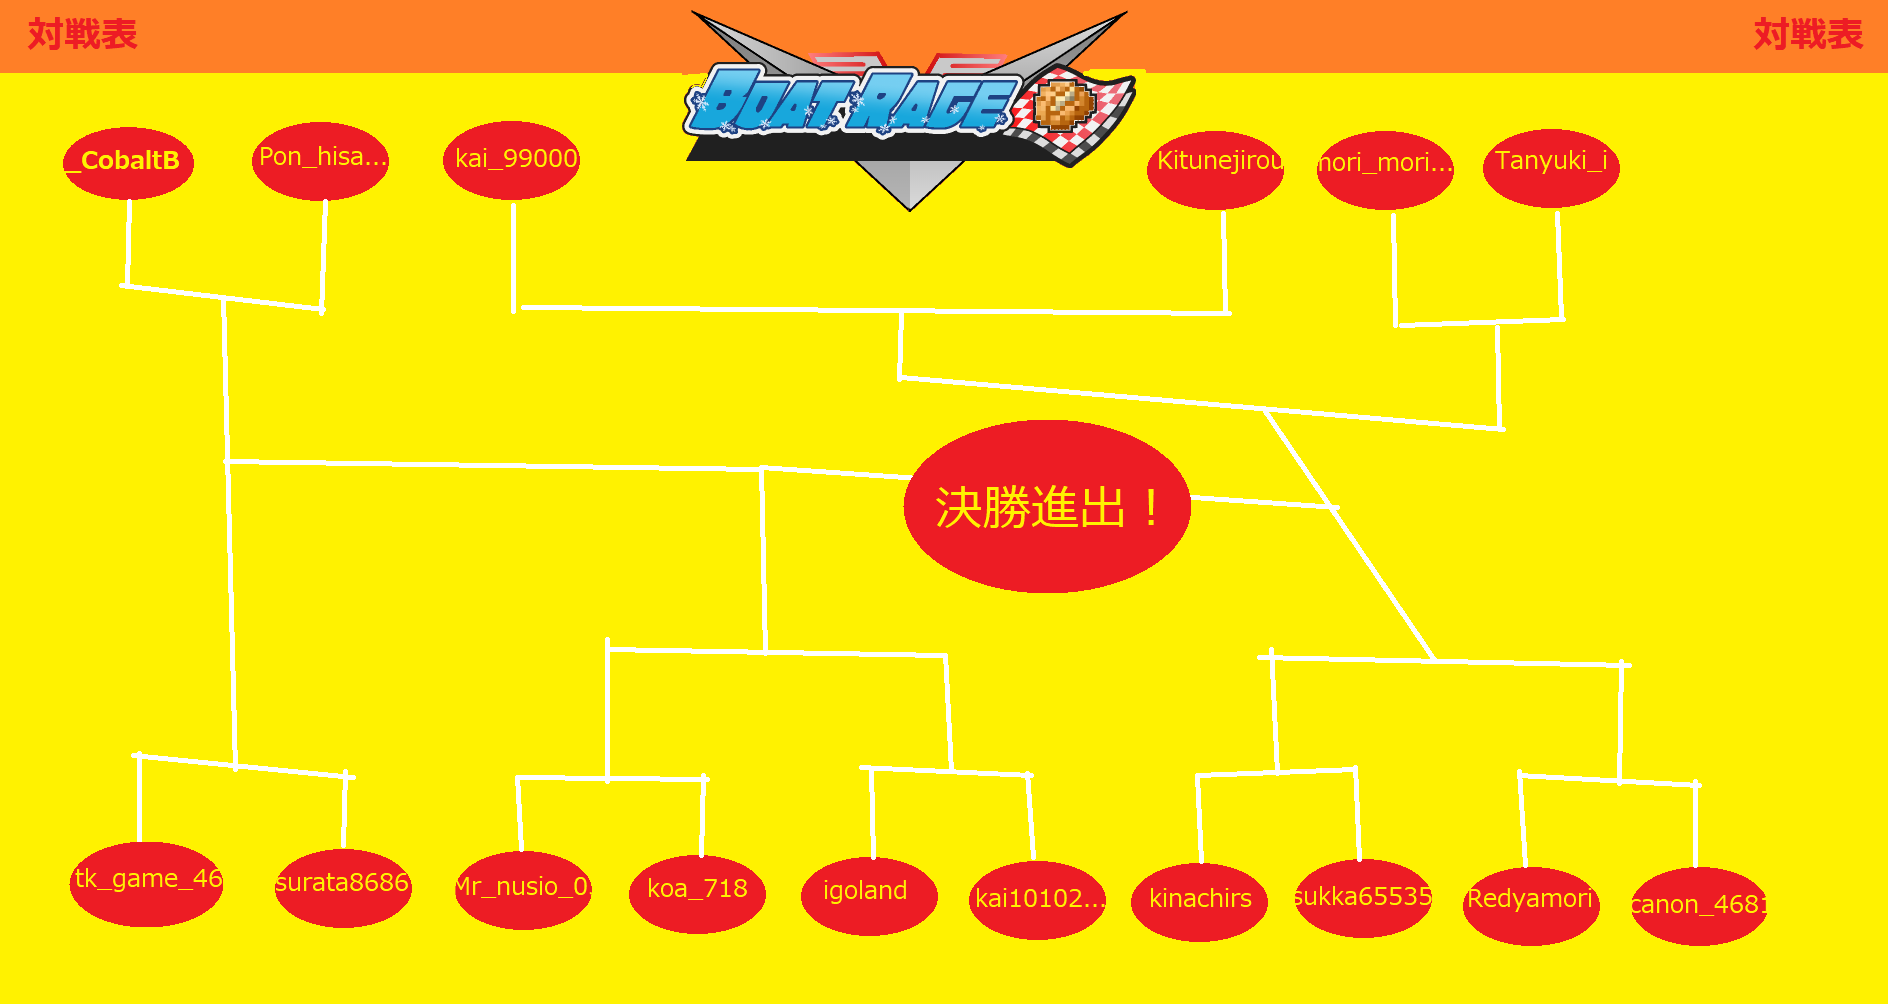 対戦表
対戦表
BOAT RACE
_CobaltB
Pon_hisa...
kai_99000
Kitunejirou
mori_mori...
Tanyuki_i
決勝進出！
tk_game_46
surata8686
Mr_nusio_0.
koa_718
igoland
kai10102...
kinachirs
sukka65535
Redyamori
canon_4681